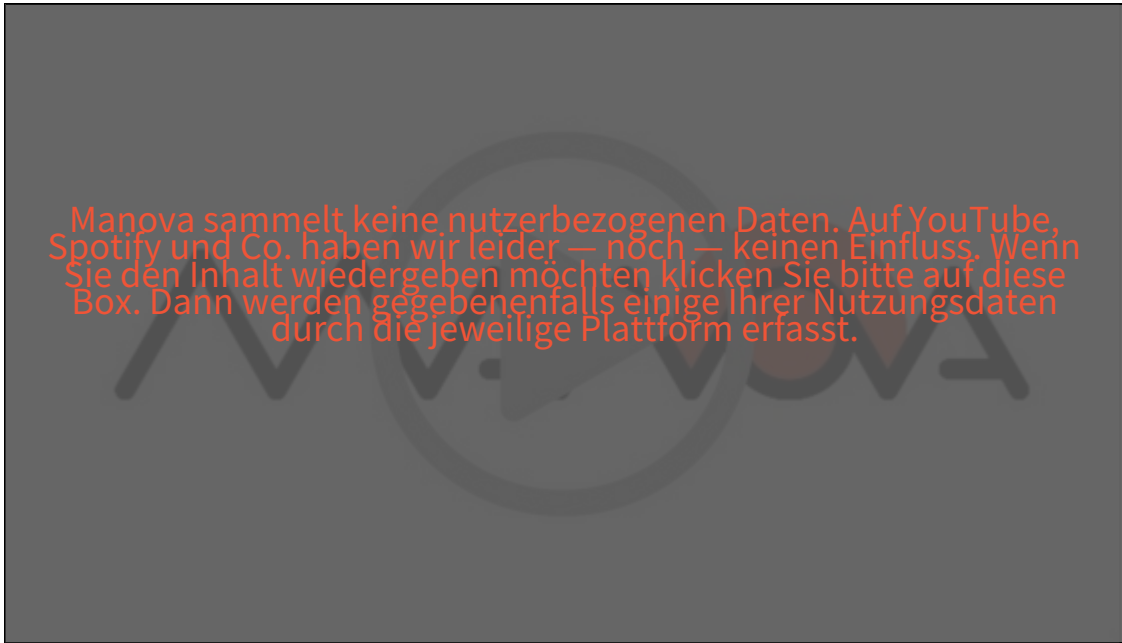 Manova sammelt keine nutzerbezogenen Daten. Auf YouTube,
Spotify und Co. haben wir leider — noch — keinen Einfluss. Wenn
Sie den Inhalt wiedergeben möchten klicken Sie bitte auf diese
Box. Dann werden gegebenenfalls einige Ihrer Nutzungsdaten
durch die jeweilige Plattform erfasst.
MANOVA